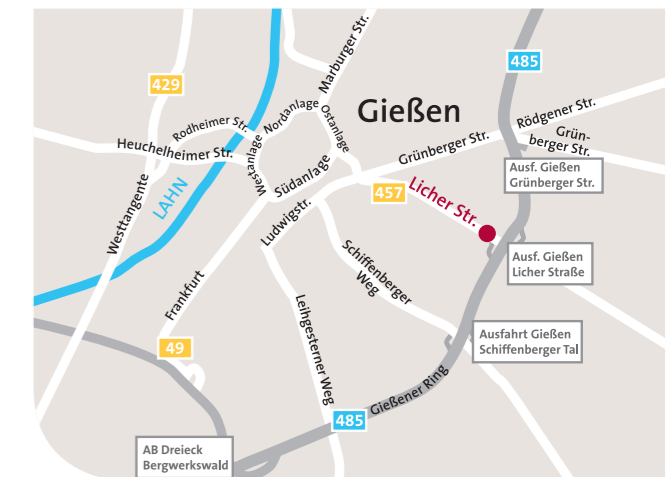 Marburger Str.
485
429
Gießen
Rödgener Str.
Nordanlage
Ostanlage
Rodheimer Str.
Grün-
berger Str.
Heuchelheimer Str.
Grünberger Str.
Westanlage
Südanlage
Ausf. Gießen
Grünberger Str.
457
Licher Str.
LAHN
Westtangente
Ludwigstr.
Schiffenberger
Weg
Ausf. Gießen
Licher Straße
Frankfurt
Leihgesterner Weg
Ausfahrt Gießen
Schiffenberger Tal
49
Gießener Ring
485
AB Dreieck
Bergwerkswald